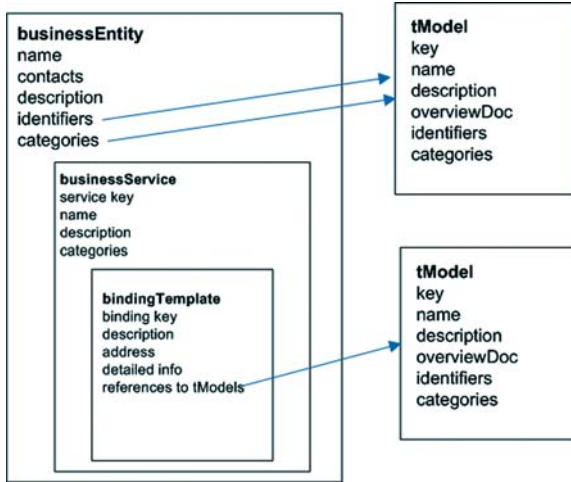 businessEntity
name
contacts
description
identifiers
categories
businessService
service key
name
description
categories
bindingTemplate
binding key
description
address
detailed info
references to tModels
tModel
key
name
description
overviewDoc
identifiers
categories
tModel
key
name
description
overviewDoc
identifiers
categories